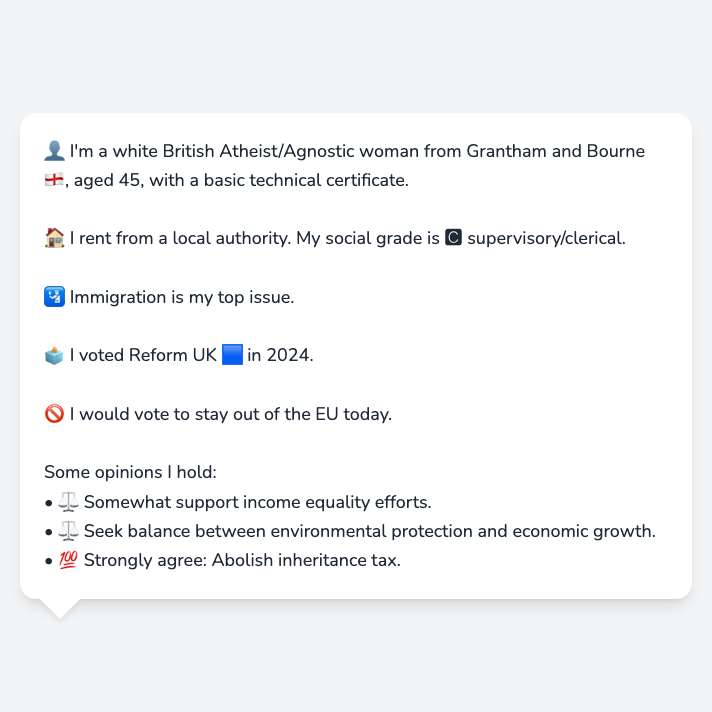 👤 I'm a white British Atheist/Agnostic woman from Grantham and Bourne
🏴󠁧󠁢󠁥󠁮󠁧󠁿, aged 45, with a basic technical certificate.
🏠 I rent from a local authority. My social grade is 🅲 supervisory/clerical.
🛂 Immigration is my top issue.
🗳️ I voted Reform UK 🟦 in 2024.
🚫 I would vote to stay out of the EU today.
Some opinions I hold:
• ⚖️ Somewhat support income equality efforts.
• ⚖️ Seek balance between environmental protection and economic growth.
• 💯 Strongly agree: Abolish inheritance tax.